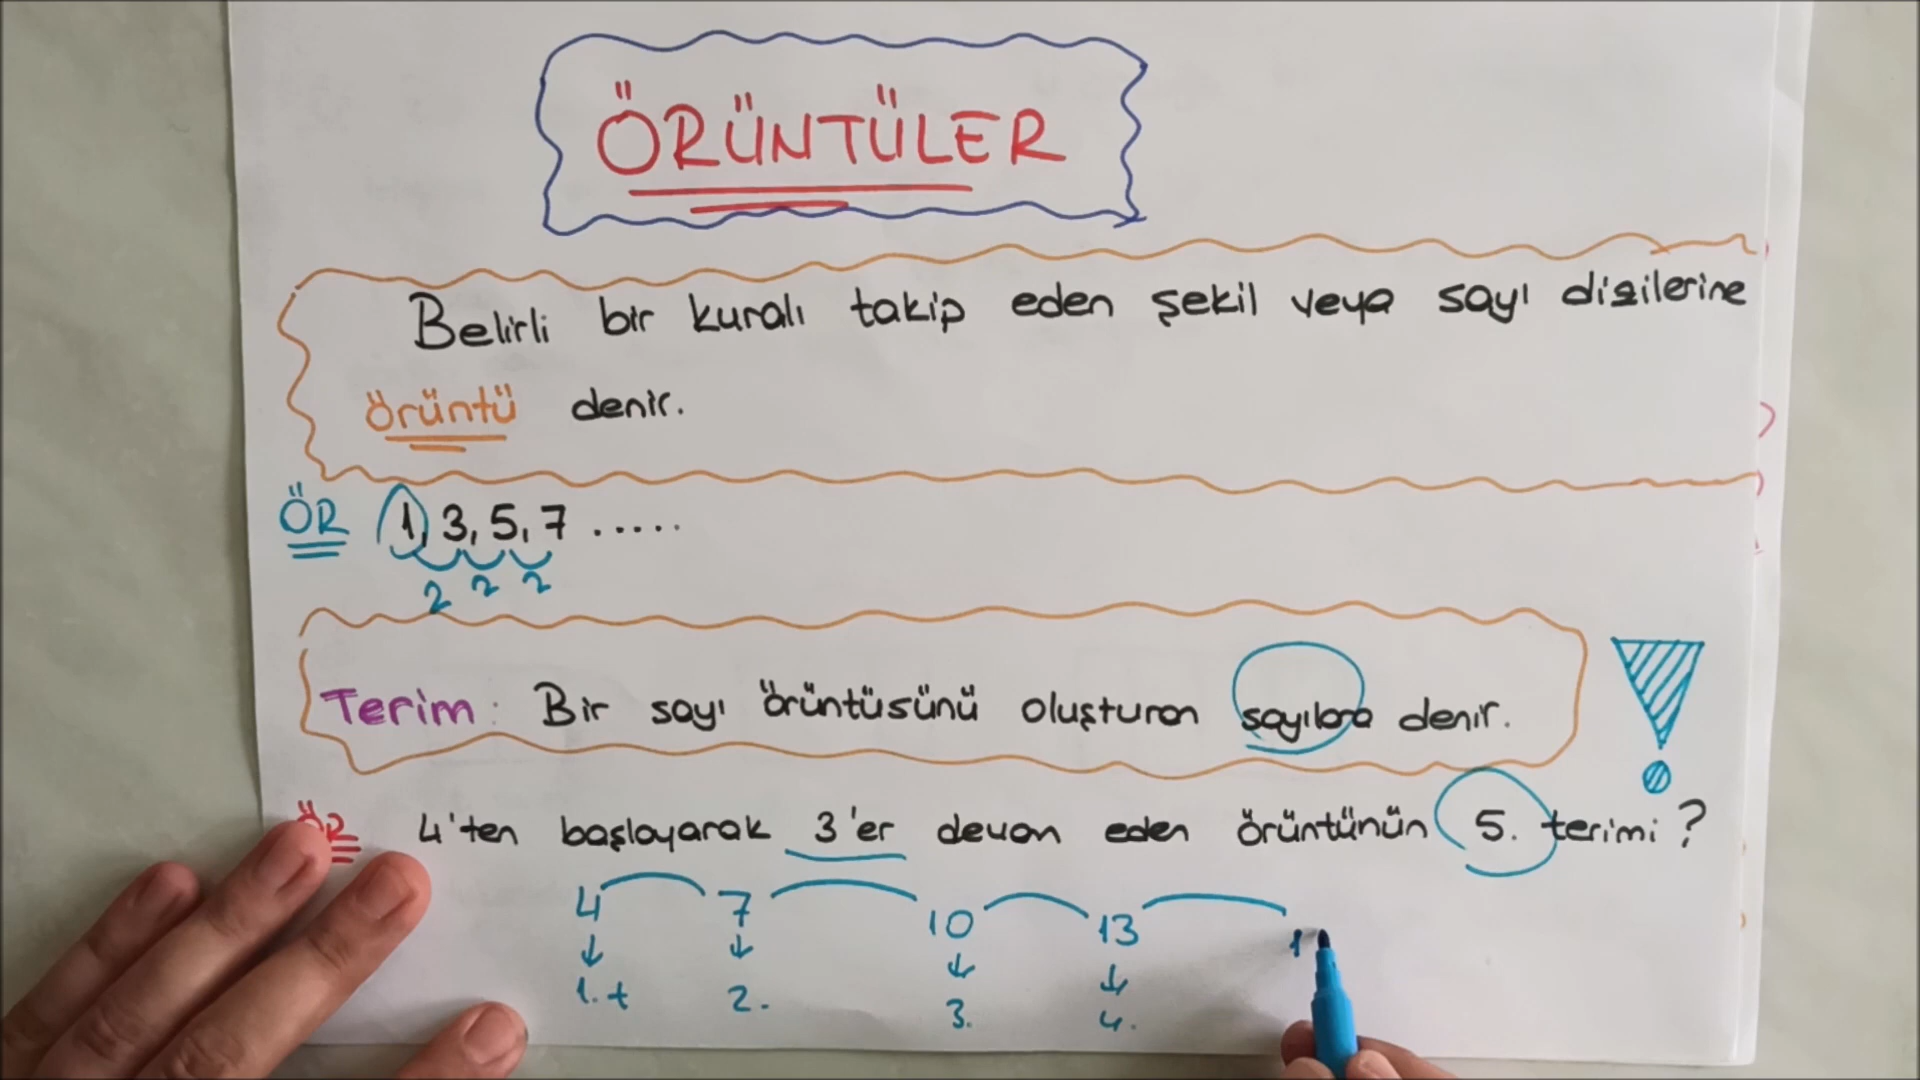 ÖRÜNTÜLER
Belirli bir kuralı takip eden şekil veya sayı dizilerine
örüntü denir.
ÖR 1, 3, 5, 7 .....
2 2 2
Terim: Bir sayı örüntüsünü oluşturan sayılara denir.
ÖR 4'ten başlayarak 3'er devam eden örüntünün 5. terimi ?
4 7 10 13 1
1. t 2. 3. 4.